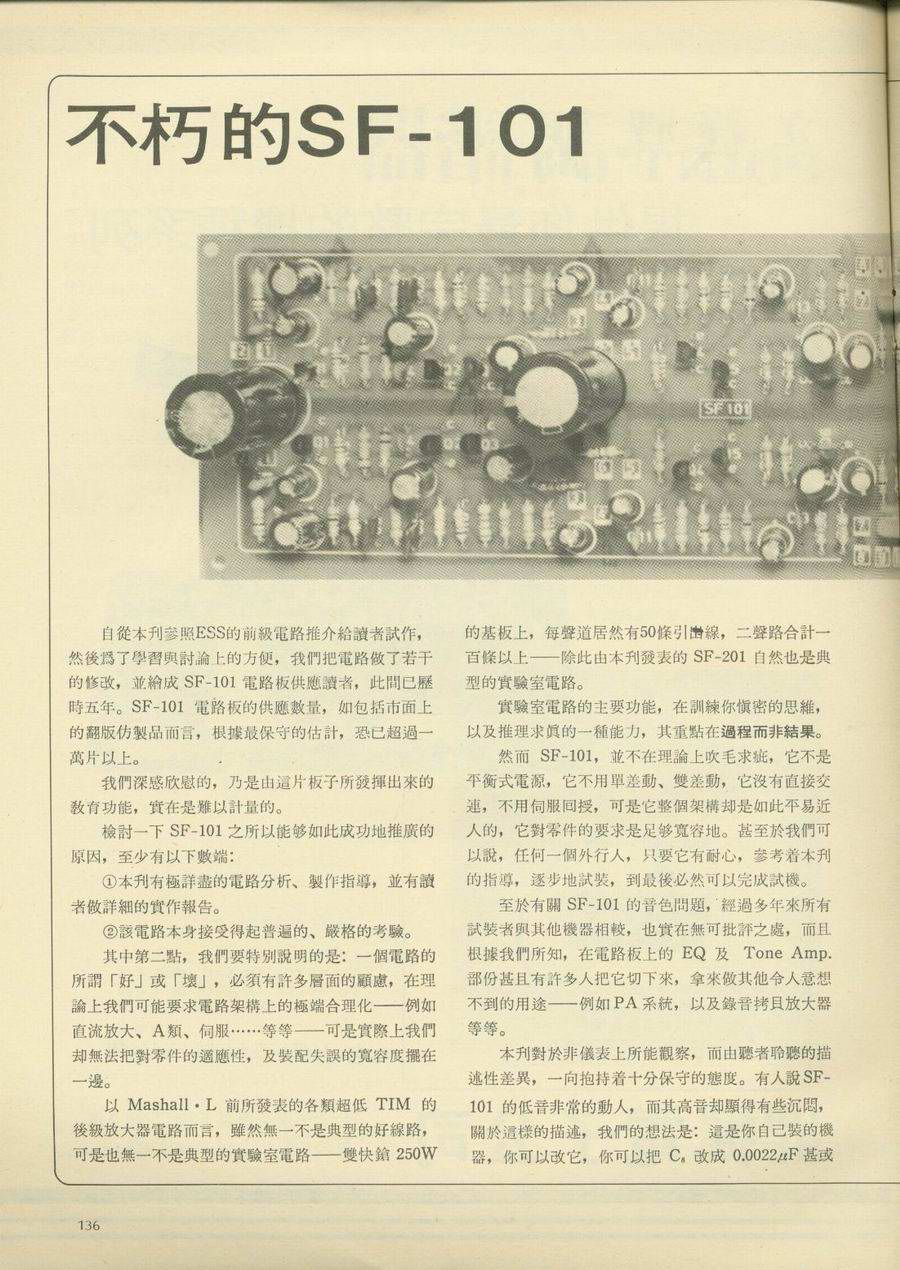 不朽的SF-101
SF 101
自從本刊參照ESS的前級電路推介給讀者試作，
然後爲了學習與討論上的方便，我們把電路做了若干
的修改，並繪成 SF-101 電路板供應讀者，此間已歷
時五年。SF-101 電路板的供應數量，如包括市面上
的翻版仿製品而言，根據最保守的估計，恐已超過一
萬片以上。
我們深感欣慰的，乃是由這片板子所發揮出來的
教育功能，實在是難以計量的。
檢討一下 SF-101 之所以能够如此成功地推廣的
原因，至少有以下數端：
①本刊有極詳盡的電路分析、製作指導，並有讀
者做詳細的實作報告。
②該電路本身接受得起普遍的、嚴格的考驗。
其中第二點，我們要特別說明的是：一個電路的
所謂「好」或「壞」，必須有許多層面的顧慮，在理
論上我們可能要求電路架構上的極端合理化——例如
直流放大、A類、伺服……等等——可是實際上我們
却無法把對零件的適應性，及裝配失誤的寬容度擺在
一邊。
以 Mashall・L 前所發表的各類超低 TIM 的
後級放大器電路而言，雖然無一不是典型的好線路，
可是也無一不是典型的實驗室電路——雙快鎗 250W
的基板上，每聲道居然有50條引出線，二聲路合計一
百條以上——除此由本刊發表的 SF-201 自然也是典
型的實驗室電路。
實驗室電路的主要功能，在訓練你愼密的思維，
以及推理求眞的一種能力，其重點在過程而非結果。
然而 SF-101，並不在理論上吹毛求疵，它不是
平衡式電源，它不用單差動、雙差動，它沒有直接交
連，不用伺服回授，可是它整個架構却是如此平易近
人的，它對零件的要求是足够寬容地。甚至於我們可
以說，任何一個外行人，只要它有耐心，參考着本刊
的指導，逐步地試裝，到最後必然可以完成試機。
至於有關 SF-101 的音色問題，經過多年來所有
試裝者與其他機器相較，也實在無可批評之處，而且
根據我們所知，在電路板上的 EQ 及 Tone Amp.
部份甚且有許多人把它切下來，拿來做其他令人意想
不到的用途——例如 PA 系統，以及錄音拷貝放大器
等等。
本刊對於非儀表上所能觀察，而由聽者聆聽的描
述性差異，一向抱持着十分保守的態度。有人說SF-
101 的低音非常的動人，而其高音却顯得有些沉悶，
關於這樣的描述，我們的想法是：這是你自己裝的機
器，你可以改它，你可以把 C₈ 改成 0.0022μF 甚或
136